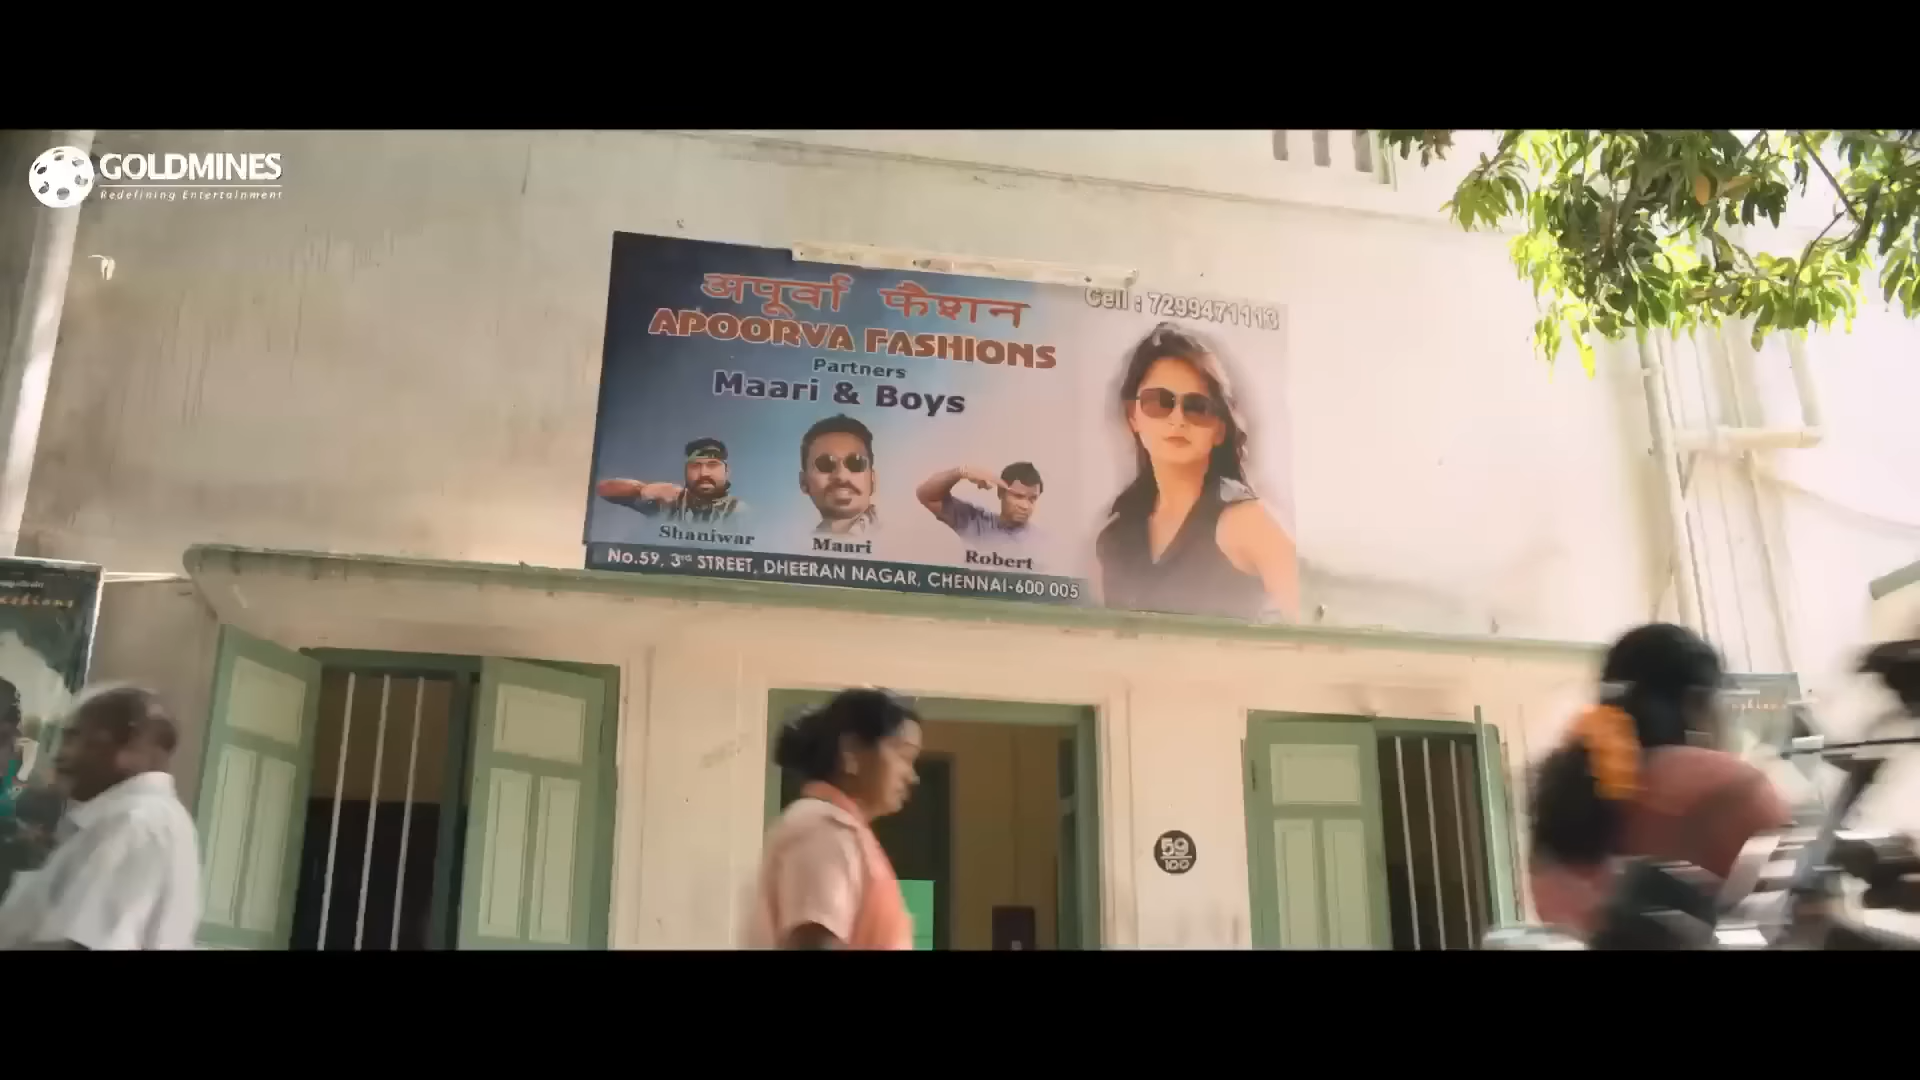 GOLDMINES
Redefining Entertainment
अपूर्वा फैशन
Cell : 7299471113
APOORVA FASHIONS
Partners
Maari & Boys
Shaniwar
Maari
Robert
No.59, 3rd STREET, DHEERAN NAGAR, CHENNAI-600 005
59
100